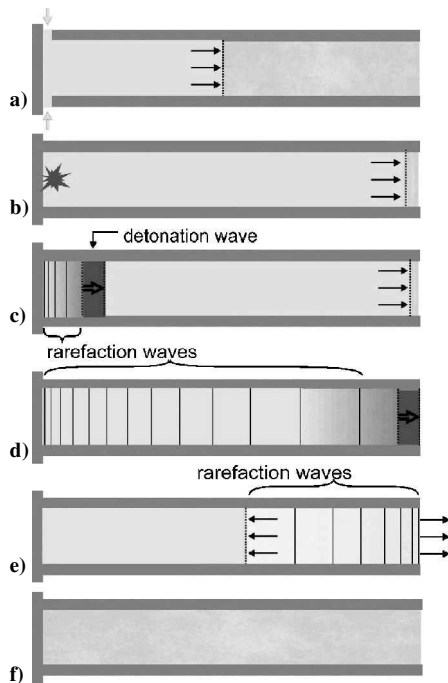 a)
b)
detonation wave
c)
rarefaction waves
d)
rarefaction waves
e)
f)